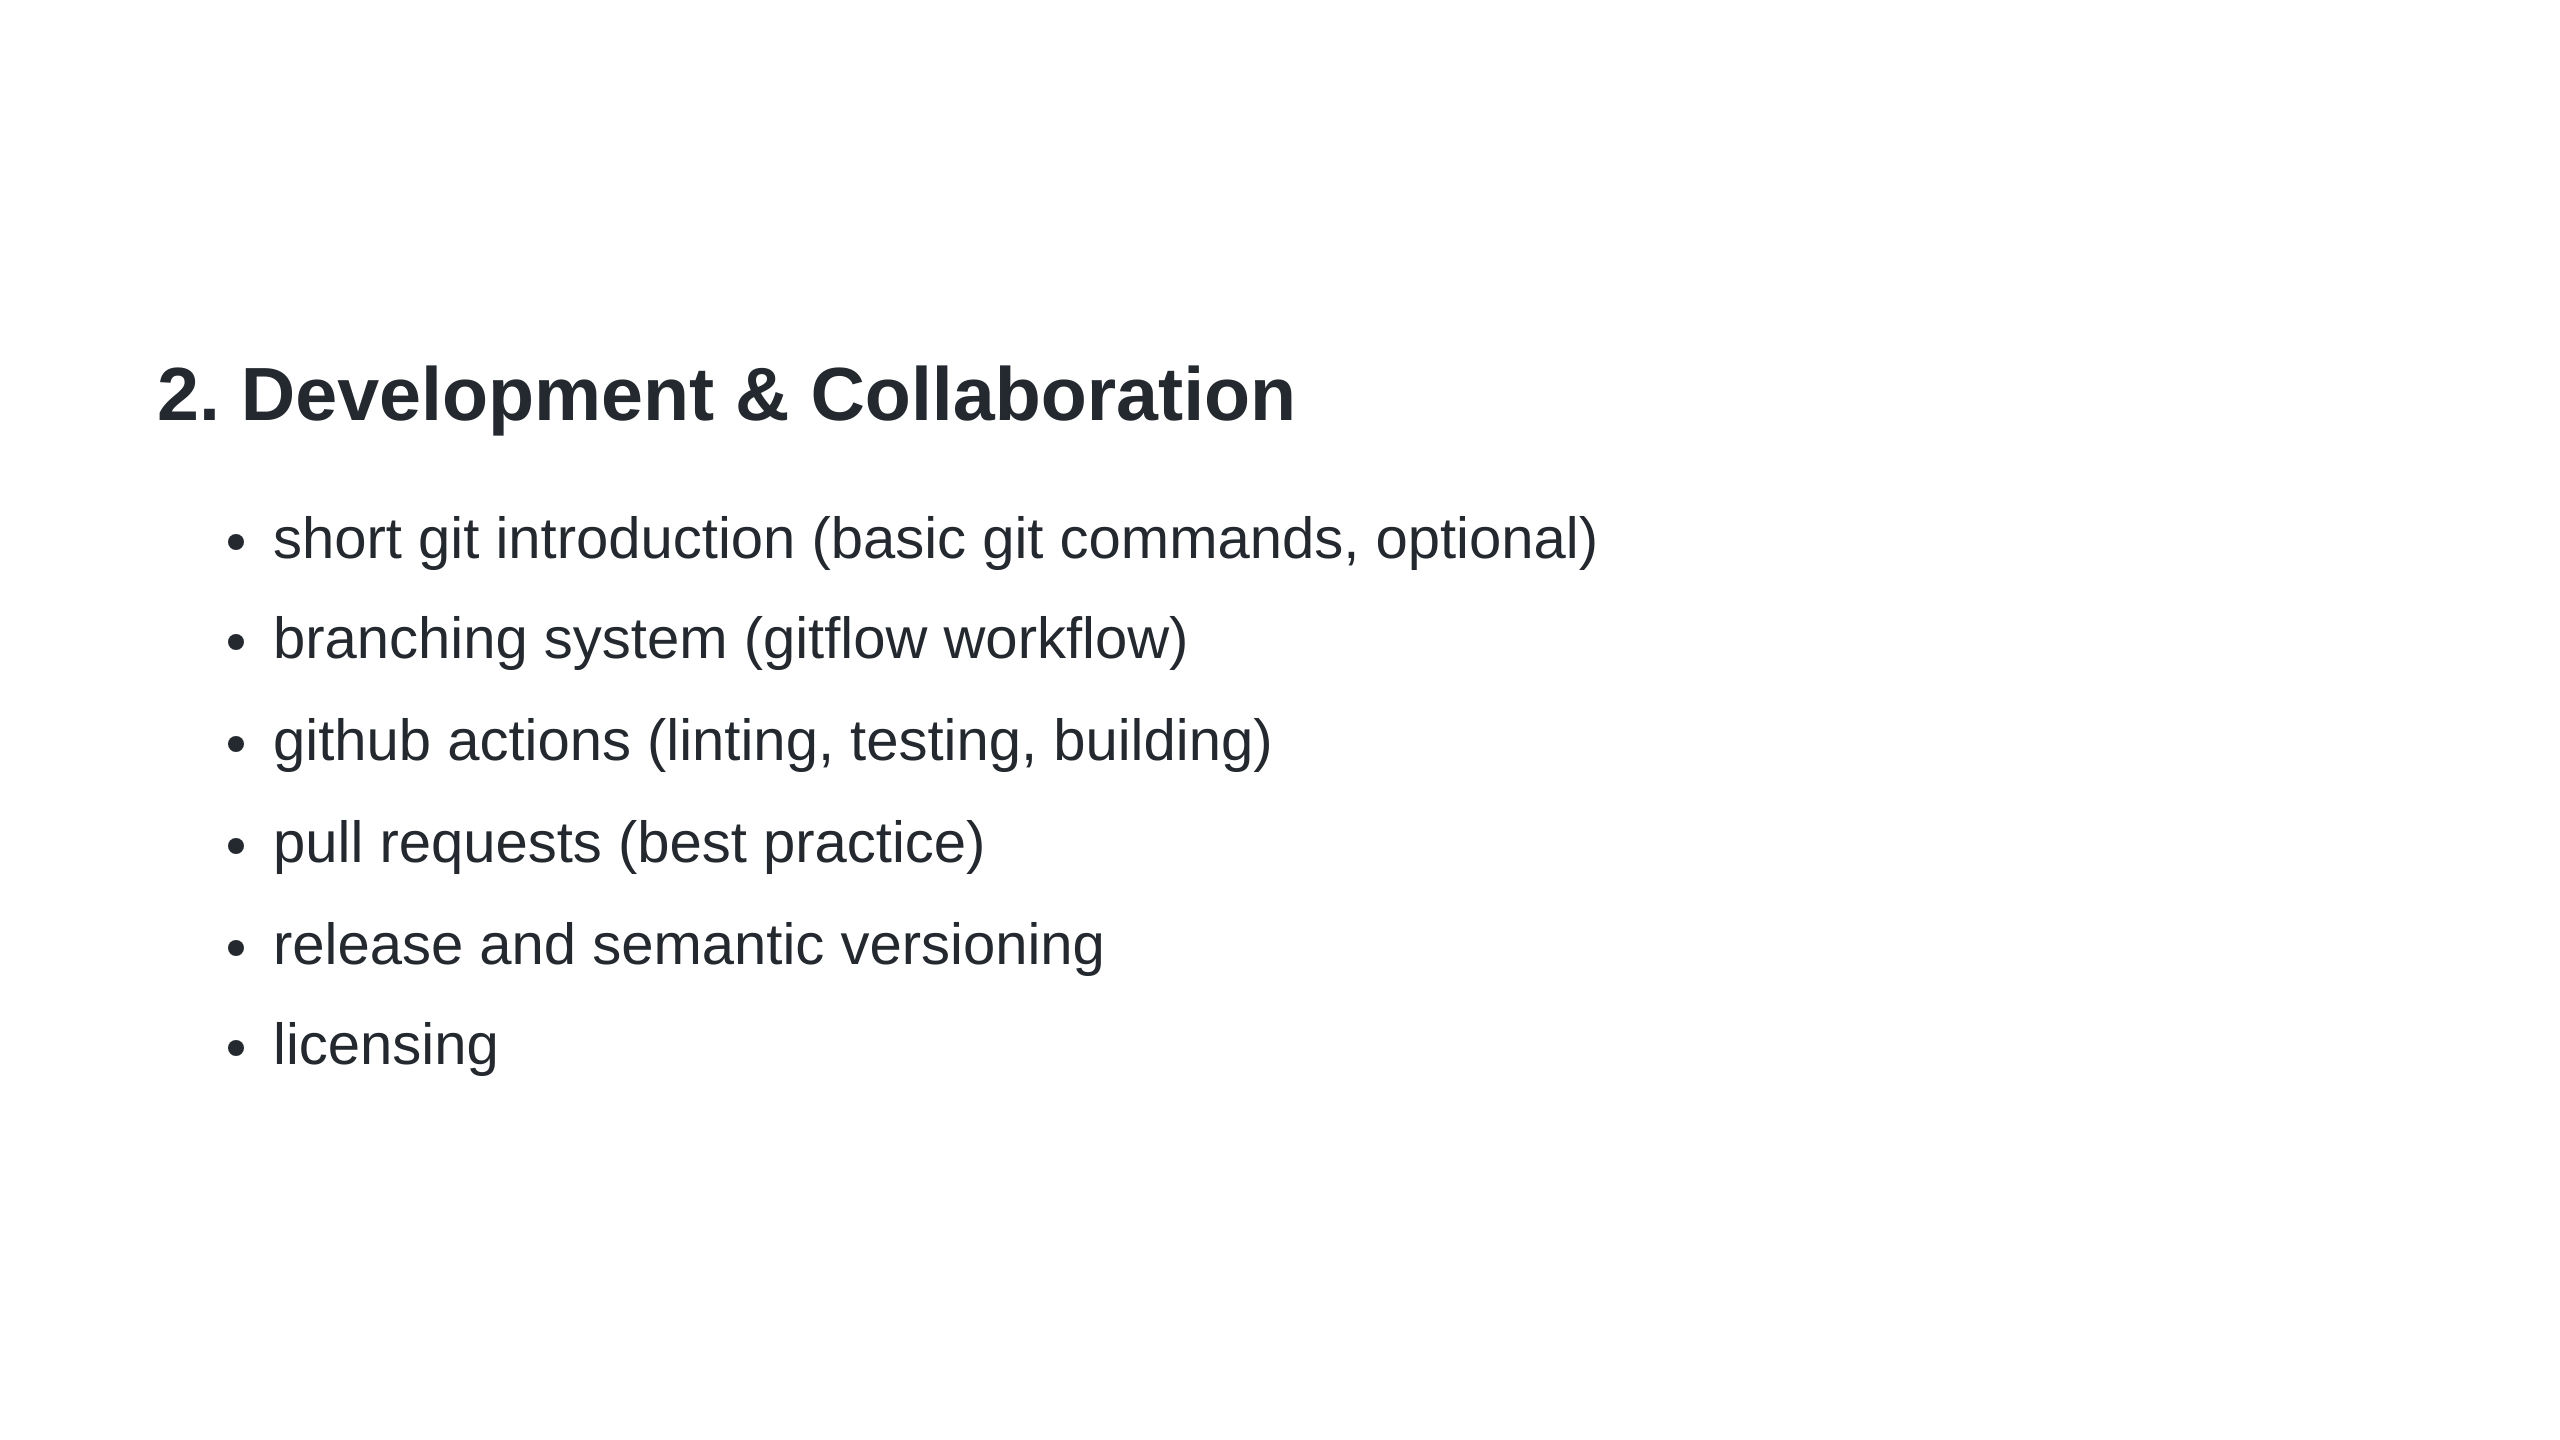 2. Development & Collaboration
• short git introduction (basic git commands, optional)
• branching system (gitflow workflow)
• github actions (linting, testing, building)
• pull requests (best practice)
• release and semantic versioning
• licensing